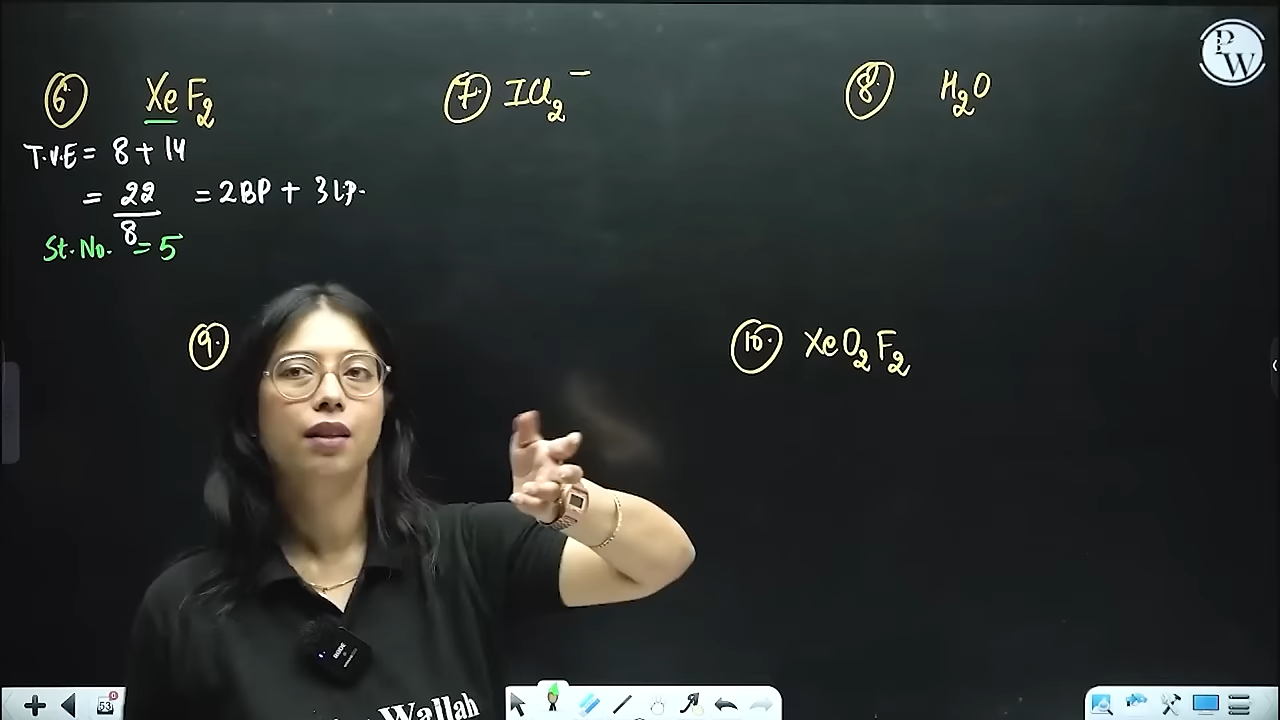 ⑥ XeF₂
T.V.E = 8 + 14
= 22/8 = 2BP + 3LP.
St. No. = 5
⑦ ICl₂⁻
⑧ H₂O
⑨
⑩ XeO₂F₂
PW
Wallah
53